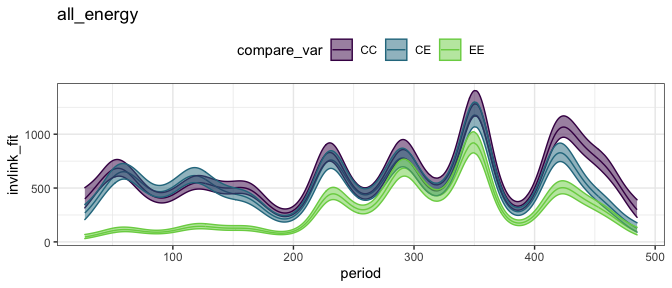 all_energy
compare_var CC CE EE
invlink_fit
1000
500
0
100 200 300 400 500
period